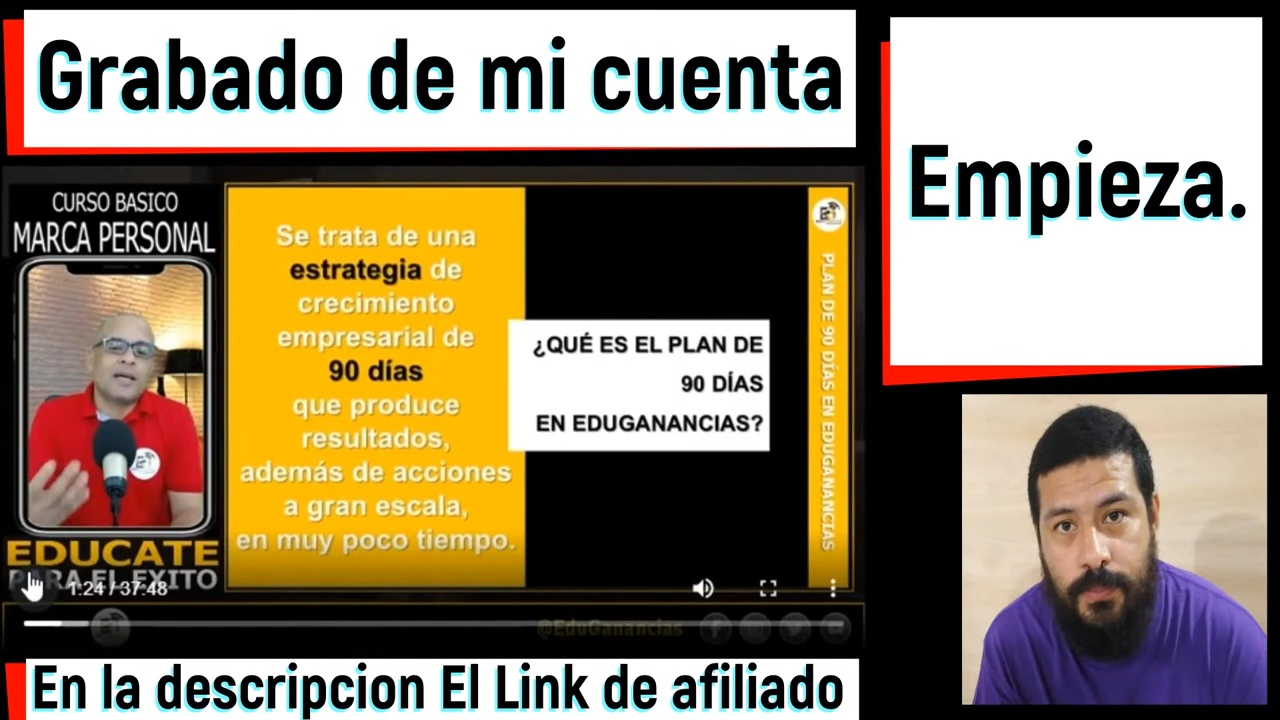 Grabado de mi cuenta
Empieza.
CURSO BASICO
MARCA PERSONAL
Se trata de una
estrategia de
crecimiento
empresarial de
90 días
que produce
resultados,
además de acciones
a gran escala,
en muy poco tiempo.
¿QUÉ ES EL PLAN DE
90 DÍAS
EN EDUGANANCIAS?
PLAN DE 90 DÍAS EN EDUGANANCIAS
EDUCATE
PARA EL EXITO
1:24 / 37:48
@EduGanancias
En la descripcion El Link de afiliado